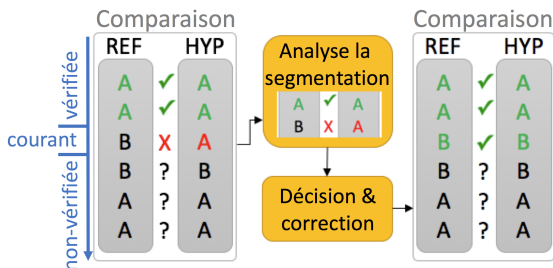 Comparaison
REF HYP
A ✓ A
A ✓ A
B X A
B ? B
A ? A
A ? A
vérifiée
courant
non-vérifiée
Analyse la
segmentation
A ✓ A
B X A
Décision &
correction
Comparaison
REF HYP
A ✓ A
A ✓ A
B ✓ B
B ? B
A ? A
A ? A